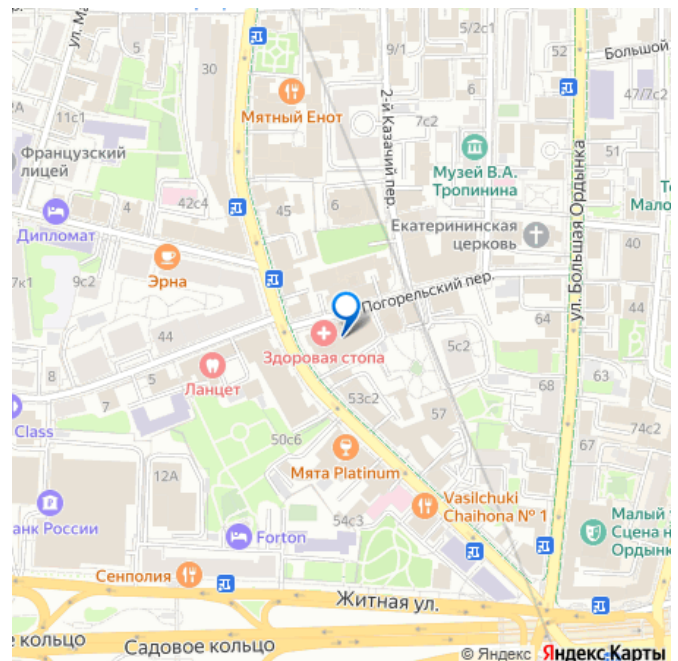 ул. Ма
30
5/2с1
9/1
52
Большой
47/7с2
Мятный Енот
11с1
7с2
2-й Казачий пер.
51
Французский
лицей
Музей В.А.
Тропинина
ул. Большая Ордынка
То
Мало
42с4
45
6
Екатерининская
церковь
40
Дипломат
Эрна
7к1
9с2
Погорельский пер.
44
44
64
Здоровая стопа
5
5с2
5
Ланцет
63
68
8
7
53с2
57
Class
74с2
50с6
67
12А
Мята Platinum
Vasilchuki
Chaihona № 1
анк России
54с3
Малый
Сцена н
Ордынк
Forton
Сенполия
Житная ул.
е кольцо
Садовое кольцо
© Яндекс Яндекс Карты